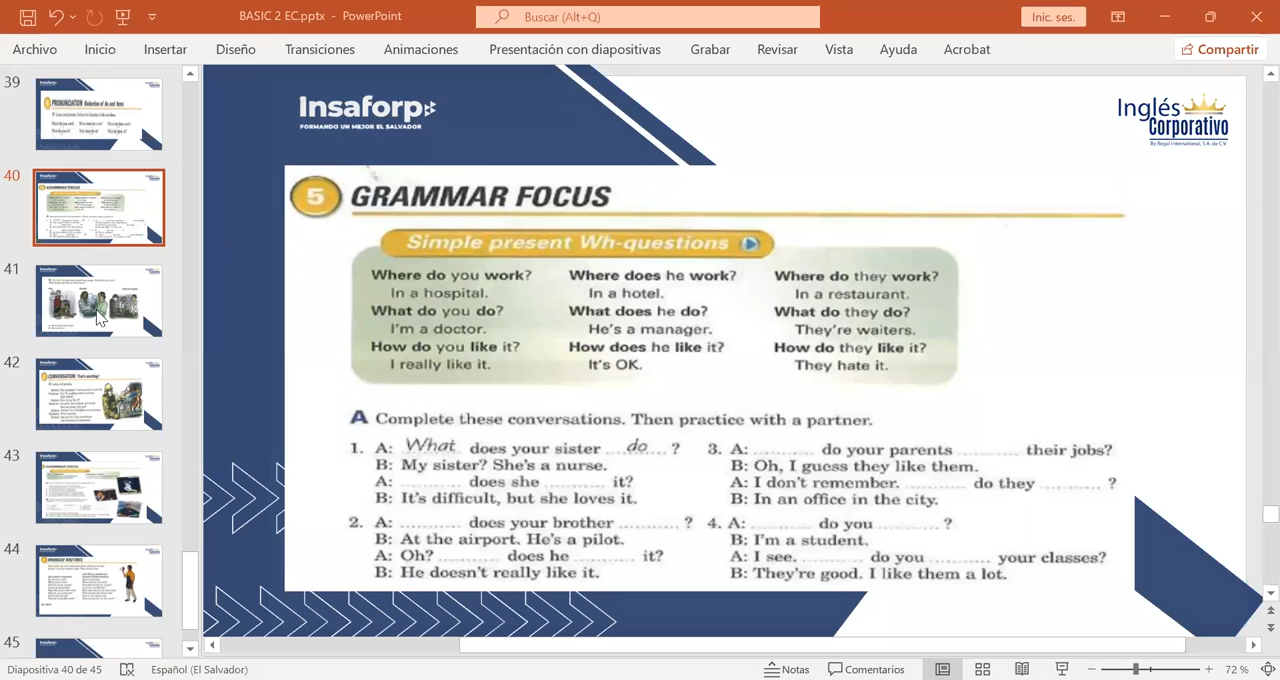 BASIC 2 EC.pptx - PowerPoint
Buscar (Alt+Q)
Inic. ses.
Archivo Inicio Insertar Diseño Transiciones Animaciones Presentación con diapositivas Grabar Revisar Vista Ayuda Acrobat
Compartir
39
40
41
42
43
44
45
Insaforp
FORMANDO UN MEJOR EL SALVADOR
Inglés
Corporativo
By Regal International, S.A. de C.V
5 GRAMMAR FOCUS
Simple present Wh-questions
Where do you work?
In a hospital.
What do you do?
I'm a doctor.
How do you like it?
I really like it.
Where does he work?
In a hotel.
What does he do?
He's a manager.
How does he like it?
It's OK.
Where do they work?
In a restaurant.
What do they do?
They're waiters.
How do they like it?
They hate it.
A Complete these conversations. Then practice with a partner.
1. A: What does your sister do ?
B: My sister? She's a nurse.
A: .......... does she .......... it?
B: It's difficult, but she loves it.
2. A: .......... does your brother .......... ?
B: At the airport. He's a pilot.
A: Oh? .......... does he .......... it?
B: He doesn't really like it.
3. A: .......... do your parents .......... their jobs?
B: Oh, I guess they like them.
A: I don't remember. .......... do they .......... ?
B: In an office in the city.
4. A: .......... do you .......... ?
B: I'm a student.
A: I see. .......... do you .......... your classes?
B: They're good. I like them a lot.
Diapositiva 40 de 45 Español (El Salvador) Notas Comentarios 72 %